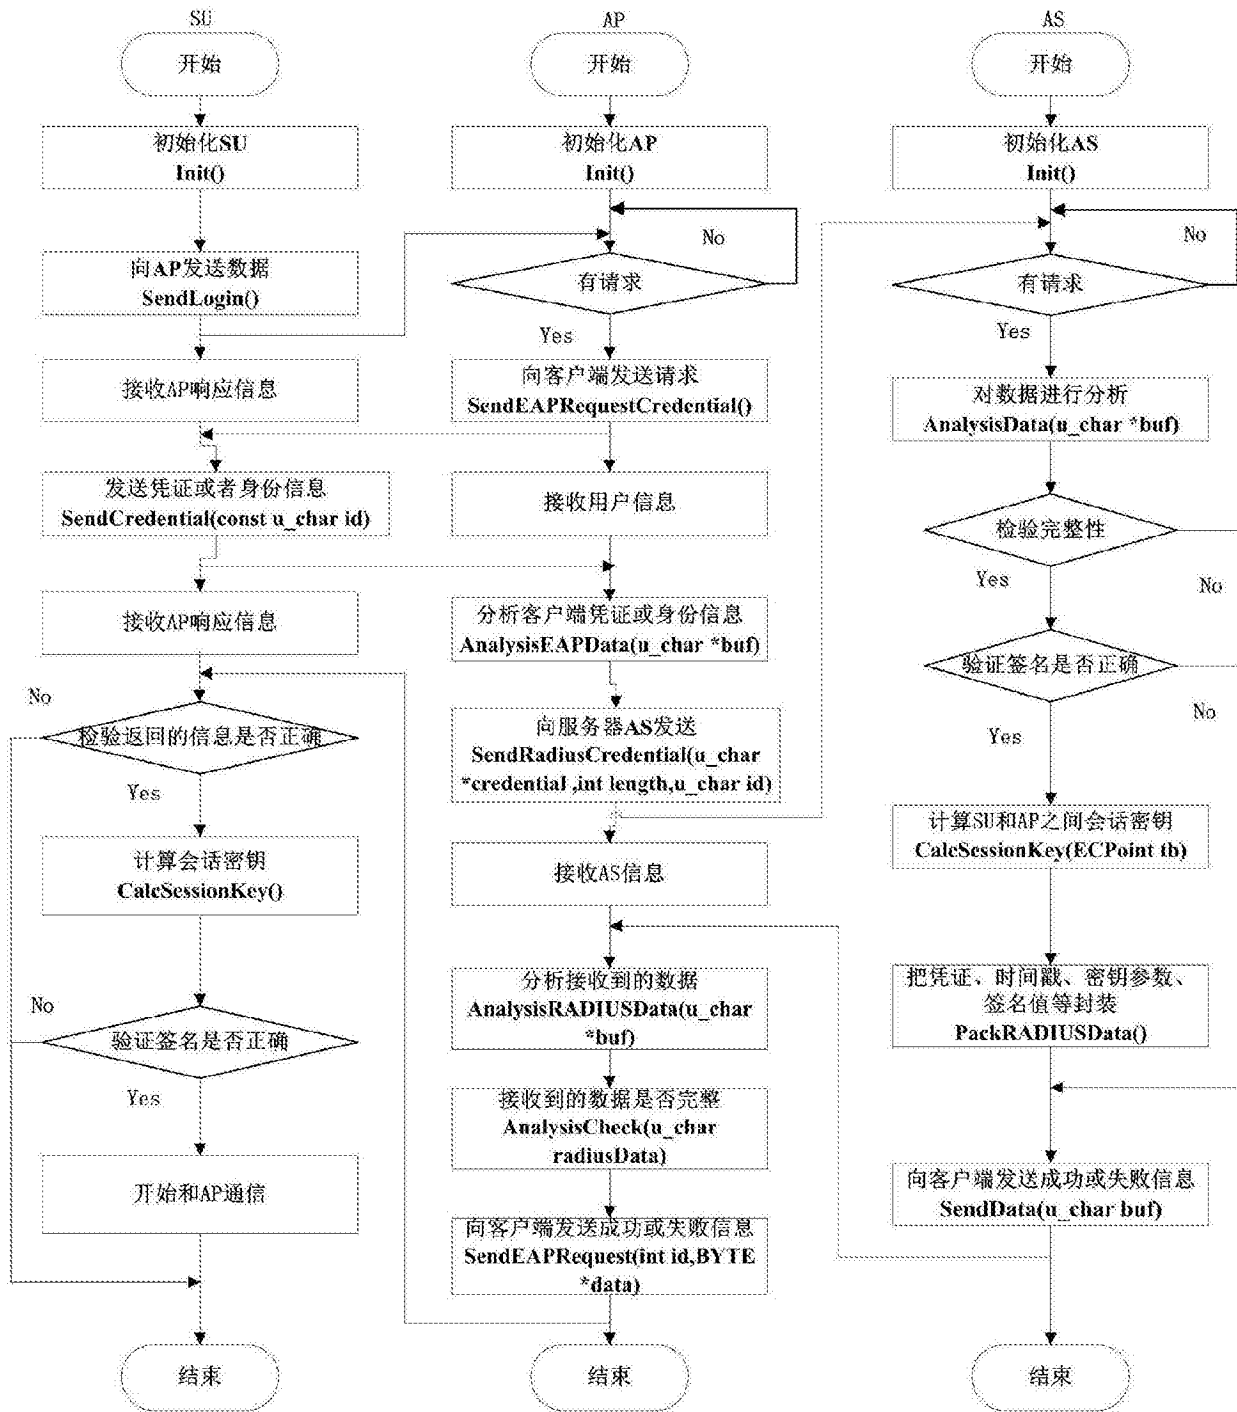 SU
开始
初始化SU
Init()
向AP发送数据
SendLogin()
接收AP响应信息
发送凭证或者身份信息
SendCredential(const u_char id)
接收AP响应信息
No
检验返回的信息是否正确
Yes
计算会话密钥
CalcSessionKey()
No
验证签名是否正确
Yes
开始和AP通信
结束
AP
开始
初始化AP
Init()
No
有请求
Yes
向客户端发送请求
SendEAPRequestCredential()
接收用户信息
分析客户端凭证或身份信息
AnalysisEAPData(u_char *buf)
向服务器AS发送
SendRadiusCredential(u_char
*credential ,int length,u_char id)
接收AS信息
分析接收到的数据
AnalysisRADIUSData(u_char
*buf)
接收到的数据是否完整
AnalysisCheck(u_char
radiusData)
向客户端发送成功或失败信息
SendEAPRequest(int id,BYTE
*data)
结束
AS
开始
初始化AS
Init()
No
有请求
Yes
对数据进行分析
AnalysisData(u_char *buf)
检验完整性
Yes
No
验证签名是否正确
No
Yes
计算SU和AP之间会话密钥
CalcSessionKey(ECPoint tb)
把凭证、时间戳、密钥参数、
签名值等封装
PackRADIUSData()
向客户端发送成功或失败信息
SendData(u_char buf)
结束